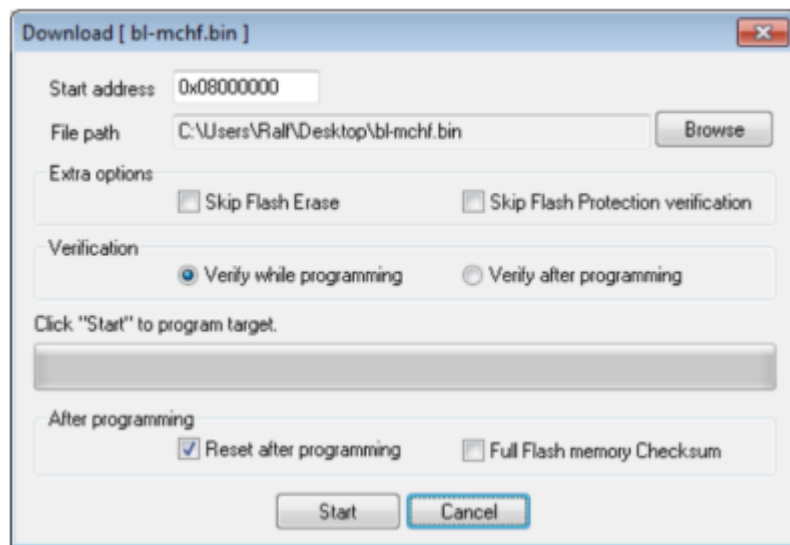 Download [ bl-mchf.bin ]
Start address 0x08000000
File path C:\Users\Ralf\Desktop\bl-mchf.bin Browse
Extra options
Skip Flash Erase Skip Flash Protection verification
Verification
Verify while programming Verify after programming
Click "Start" to program target.
After programming
Reset after programming Full Flash memory Checksum
Start Cancel